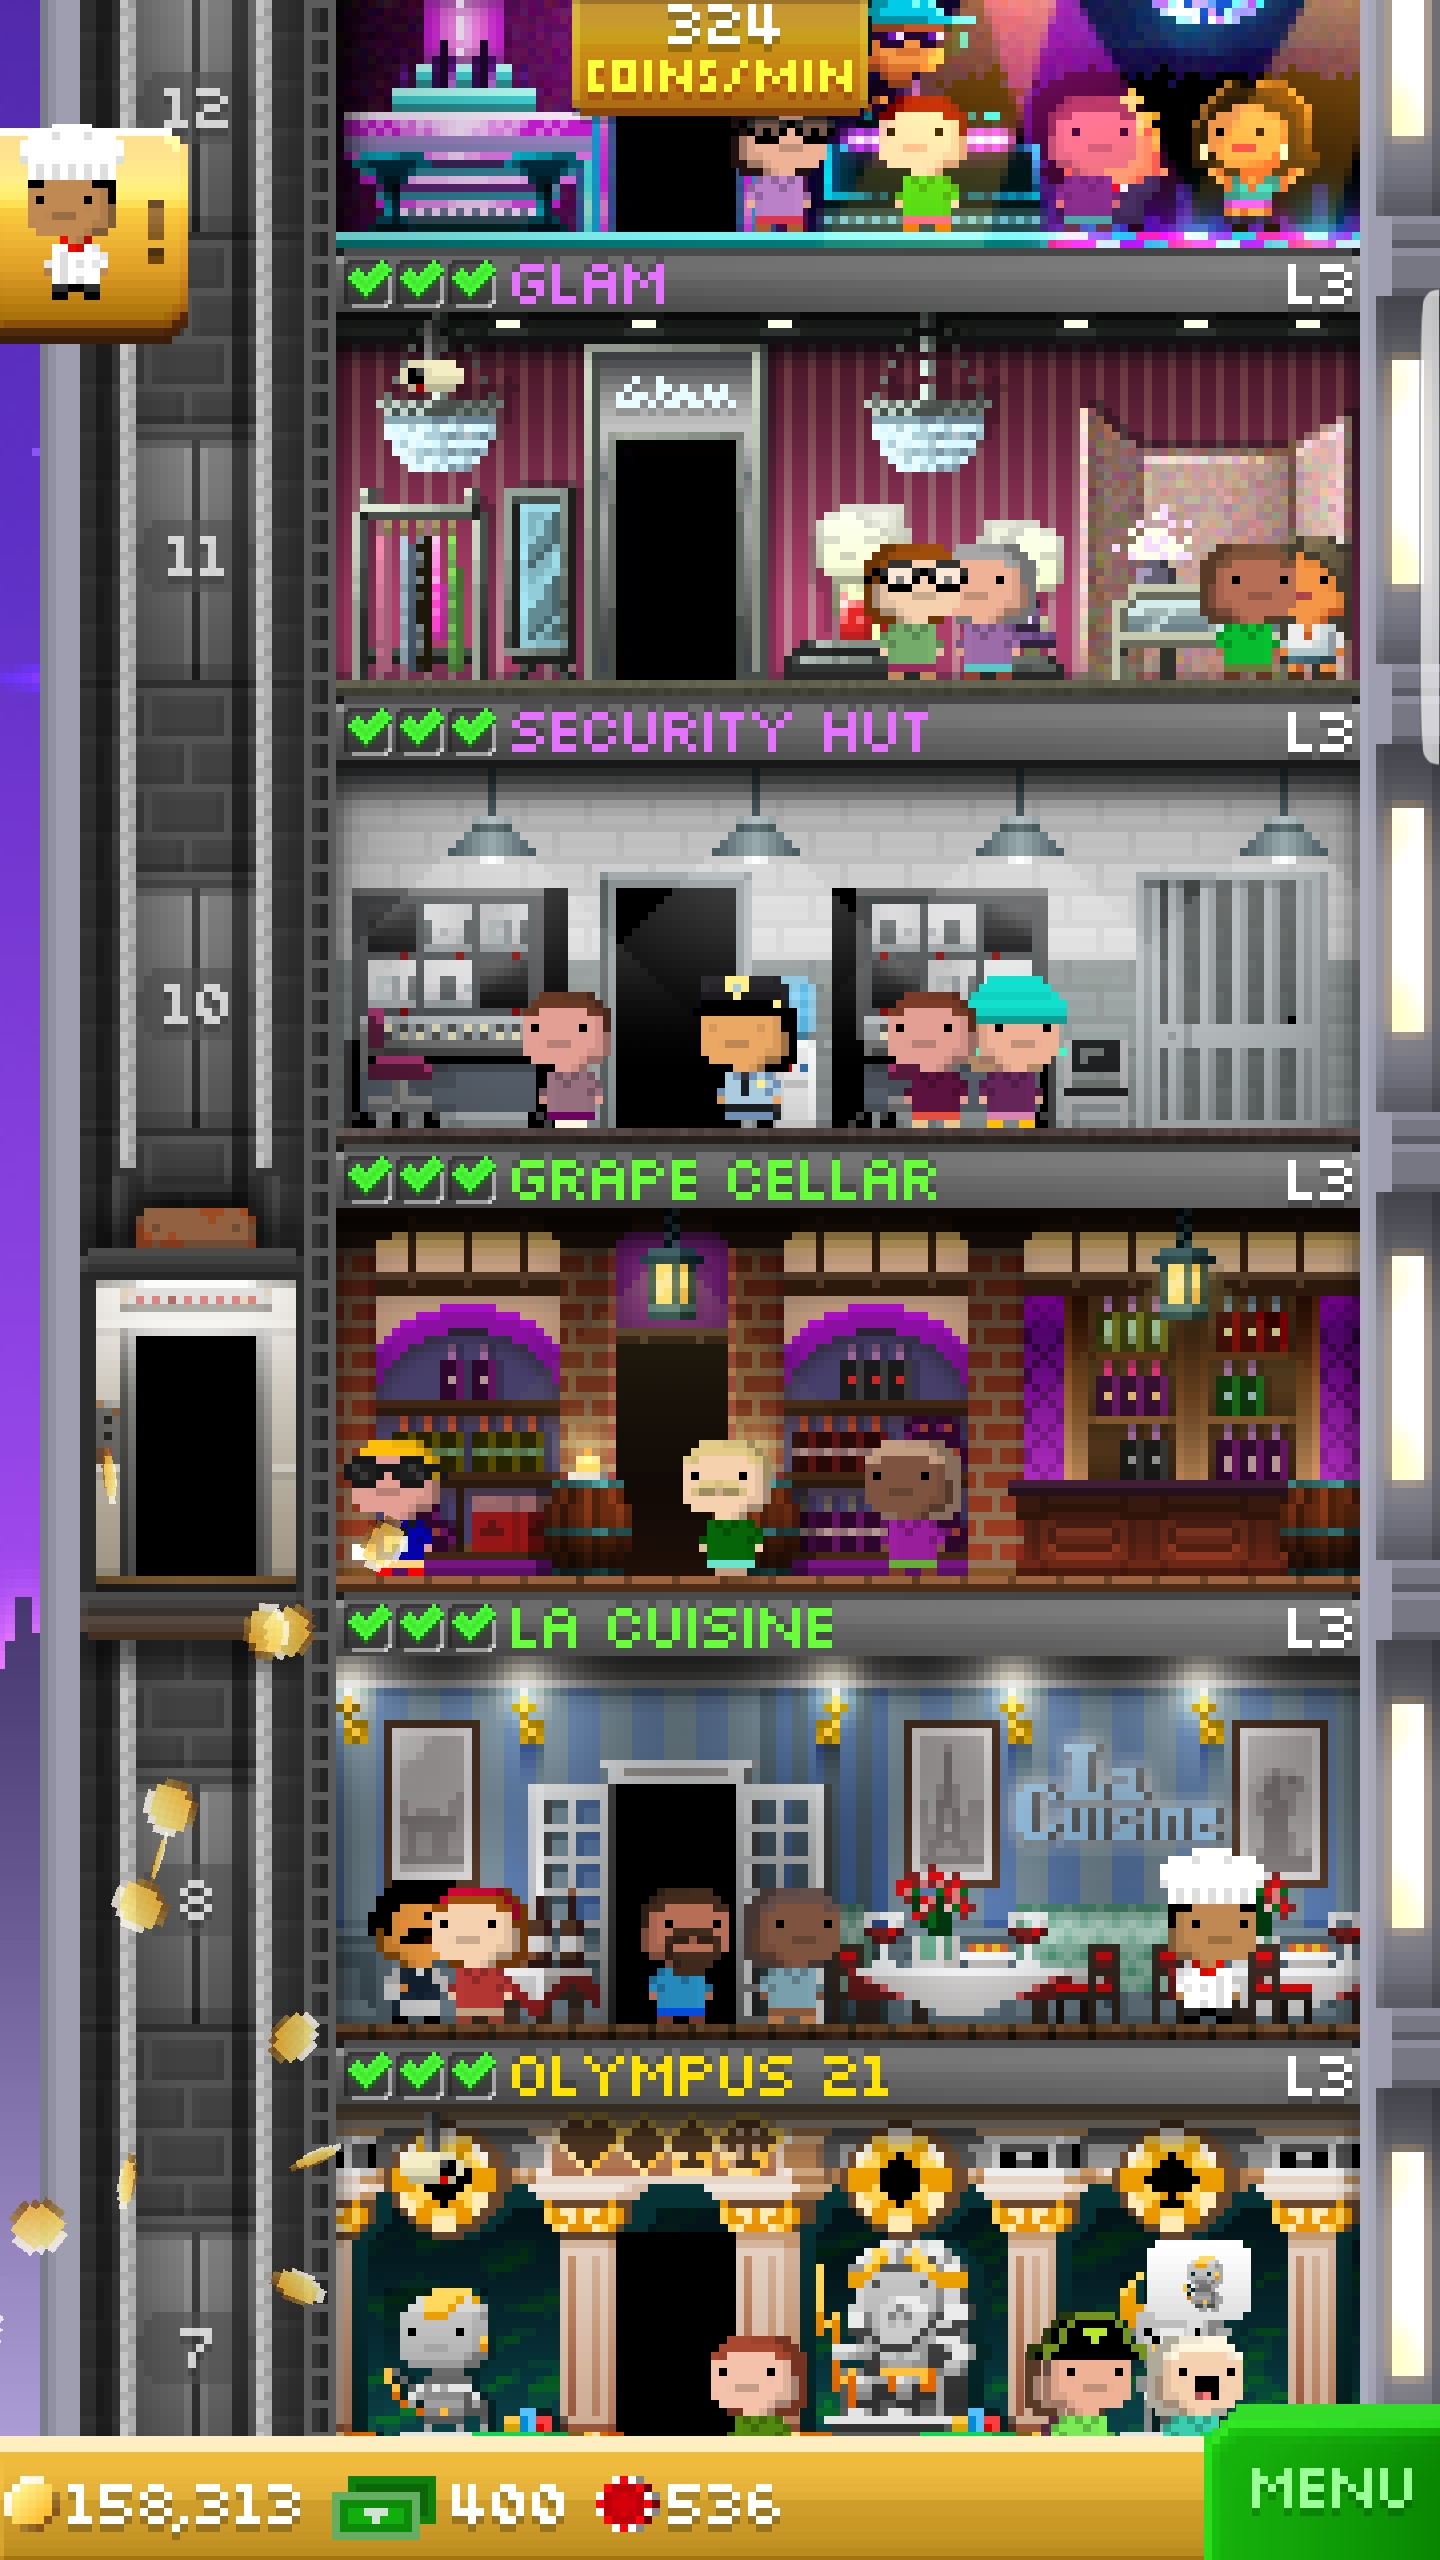 324
COINS/MIN
12
!
GLAM
L3
Glam
11
SECURITY HUT
L3
10
GRAPE CELLAR
L3
LA CUISINE
L3
La
Cuisine
8
OLYMPUS 21
L3
7
158,313
400
536
MENU